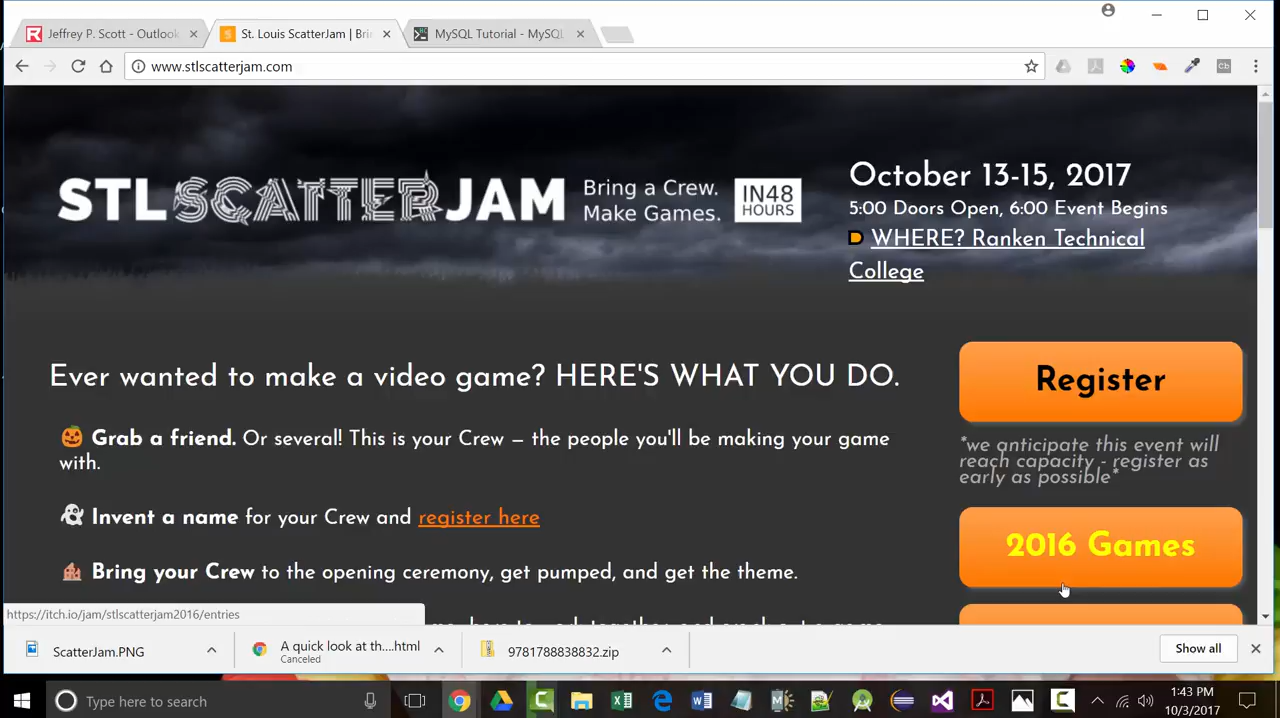 Jeffrey P. Scott - Outlook
St. Louis ScatterJam | Bri
MySQL Tutorial - MySQL
www.stlscatterjam.com
STL SCATTER JAM
Bring a Crew.
Make Games.
IN48
HOURS
October 13-15, 2017
5:00 Doors Open, 6:00 Event Begins
WHERE? Ranken Technical
College
Ever wanted to make a video game? HERE'S WHAT YOU DO.
Grab a friend. Or several! This is your Crew – the people you'll be making your game
with.
Invent a name for your Crew and register here
Bring your Crew to the opening ceremony, get pumped, and get the theme.
Register
*we anticipate this event will
reach capacity - register as
early as possible*
2016 Games
https://itch.io/jam/stlscatterjam2016/entries
ScatterJam.PNG
A quick look at th....html
Canceled
9781788838832.zip
Show all
Type here to search
1:43 PM
10/3/2017